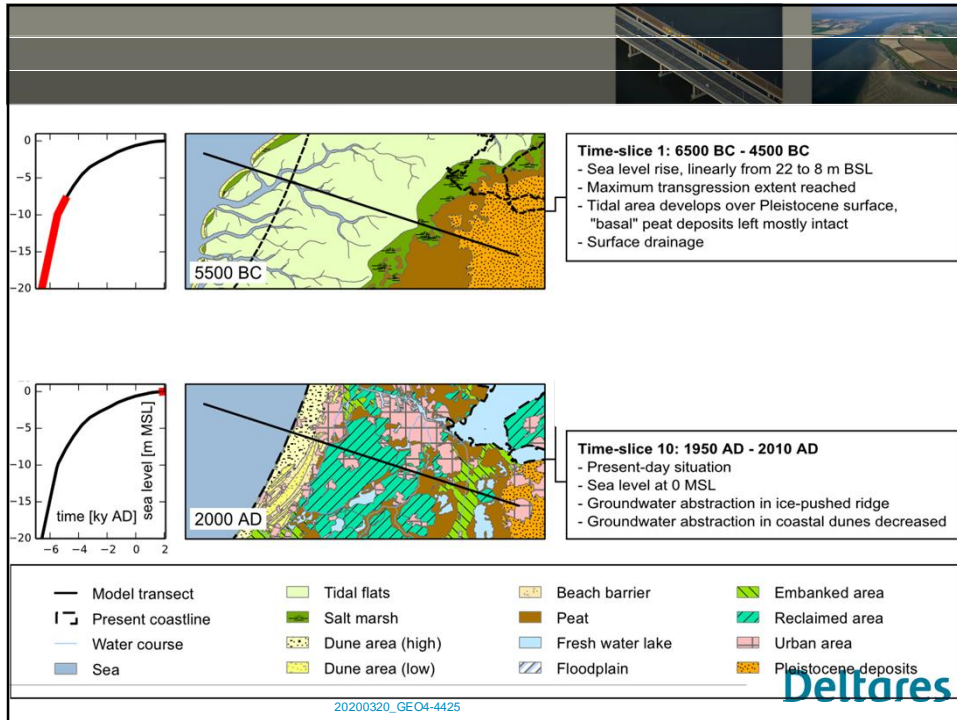 0
−5
−10
−15
−20
5500 BC
Time-slice 1: 6500 BC - 4500 BC
- Sea level rise, linearly from 22 to 8 m BSL
- Maximum transgression extent reached
- Tidal area develops over Pleistocene surface,
"basal" peat deposits left mostly intact
- Surface drainage
0
−5
−10
−15
−20
−6 −4 −2 0 2
time [ky AD]
sea level [m MSL]
2000 AD
Time-slice 10: 1950 AD - 2010 AD
- Present-day situation
- Sea level at 0 MSL
- Groundwater abstraction in ice-pushed ridge
- Groundwater abstraction in coastal dunes decreased
Model transect
Present coastline
Water course
Sea
Tidal flats
Salt marsh
Dune area (high)
Dune area (low)
Beach barrier
Peat
Fresh water lake
Floodplain
Embanked area
Reclaimed area
Urban area
Pleistocene deposits
Deltares
20200320_GEO4-4425